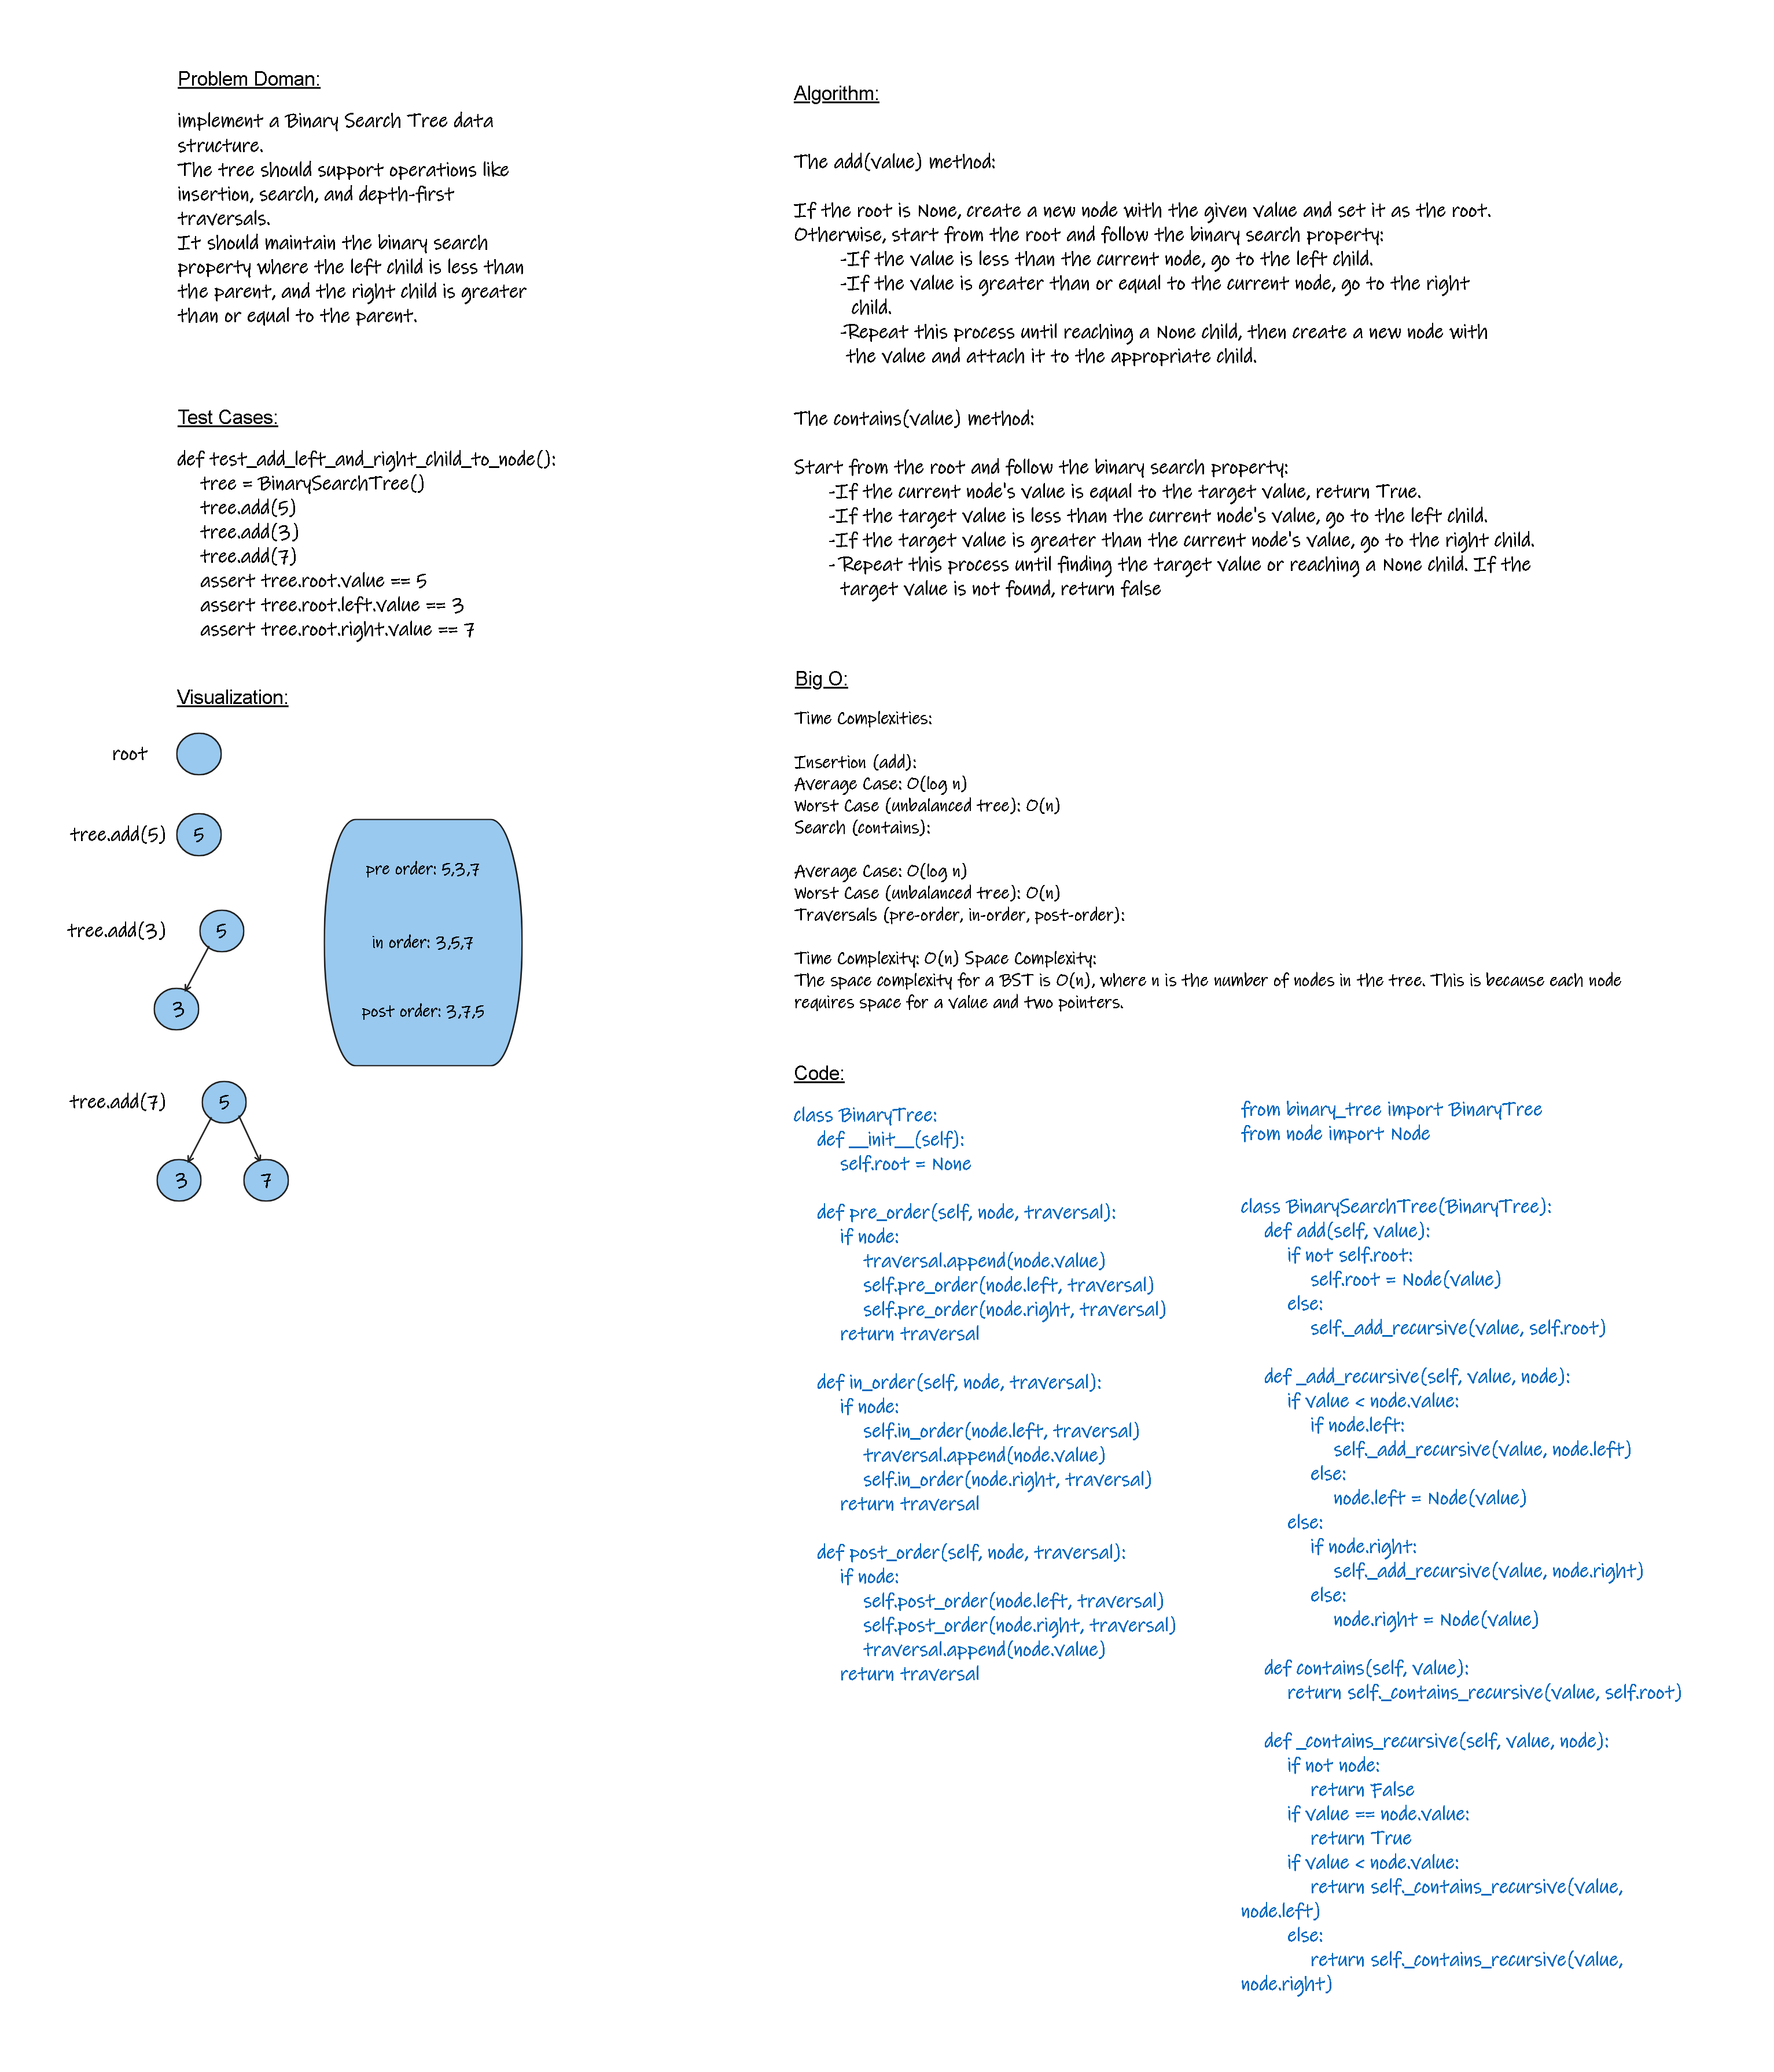 Problem Doman:
implement a Binary Search Tree data
structure.
The tree should support operations like
insertion, search, and depth-first
traversals.
It should maintain the binary search
property where the left child is less than
the parent, and the right child is greater
than or equal to the parent.
Test Cases:
def test_add_left_and_right_child_to_node():
tree = BinarySearchTree()
tree.add(5)
tree.add(3)
tree.add(7)
assert tree.root.value == 5
assert tree.root.left.value == 3
assert tree.root.right.value == 7
Visualization:
root
tree.add(5)
5
tree.add(3)
5
3
tree.add(7)
5
3
7
pre order: 5,3,7
in order: 3,5,7
post order: 3,7,5
Algorithm:
The add(value) method:
If the root is None, create a new node with the given value and set it as the root.
Otherwise, start from the root and follow the binary search property:
-If the value is less than the current node, go to the left child.
-If the value is greater than or equal to the current node, go to the right
child.
-Repeat this process until reaching a None child, then create a new node with
the value and attach it to the appropriate child.
The contains(value) method:
Start from the root and follow the binary search property:
-If the current node's value is equal to the target value, return True.
-If the target value is less than the current node's value, go to the left child.
-If the target value is greater than the current node's value, go to the right child.
- Repeat this process until finding the target value or reaching a None child. If the
target value is not found, return false
Big O:
Time Complexities:
Insertion (add):
Average Case: O(log n)
Worst Case (unbalanced tree): O(n)
Search (contains):
Average Case: O(log n)
Worst Case (unbalanced tree): O(n)
Traversals (pre-order, in-order, post-order):
Time Complexity: O(n) Space Complexity:
The space complexity for a BST is O(n), where n is the number of nodes in the tree. This is because each node
requires space for a value and two pointers.
Code:
class BinaryTree:
def __init__(self):
self.root = None
def pre_order(self, node, traversal):
if node:
traversal.append(node.value)
self.pre_order(node.left, traversal)
self.pre_order(node.right, traversal)
return traversal
def in_order(self, node, traversal):
if node:
self.in_order(node.left, traversal)
traversal.append(node.value)
self.in_order(node.right, traversal)
return traversal
def post_order(self, node, traversal):
if node:
self.post_order(node.left, traversal)
self.post_order(node.right, traversal)
traversal.append(node.value)
return traversal
from binary_tree import BinaryTree
from node import Node
class BinarySearchTree(BinaryTree):
def add(self, value):
if not self.root:
self.root = Node(value)
else:
self._add_recursive(value, self.root)
def _add_recursive(self, value, node):
if value < node.value:
if node.left:
self._add_recursive(value, node.left)
else:
node.left = Node(value)
else:
if node.right:
self._add_recursive(value, node.right)
else:
node.right = Node(value)
def contains(self, value):
return self._contains_recursive(value, self.root)
def _contains_recursive(self, value, node):
if not node:
return False
if value == node.value:
return True
if value < node.value:
return self._contains_recursive(value,
node.left)
else:
return self._contains_recursive(value,
node.right)